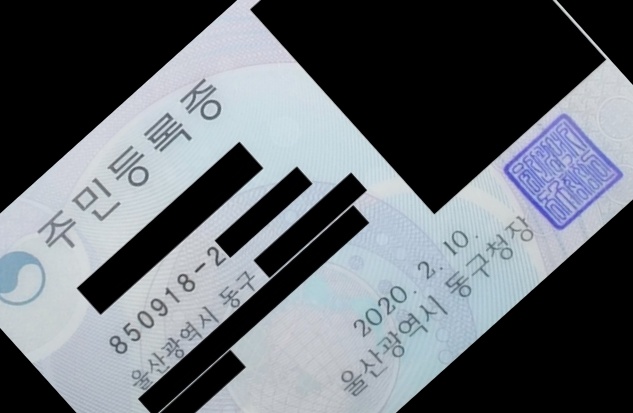 주민등록증
850918-2
울산광역시 동구
2020. 2. 10.
울산광역시 동구청장